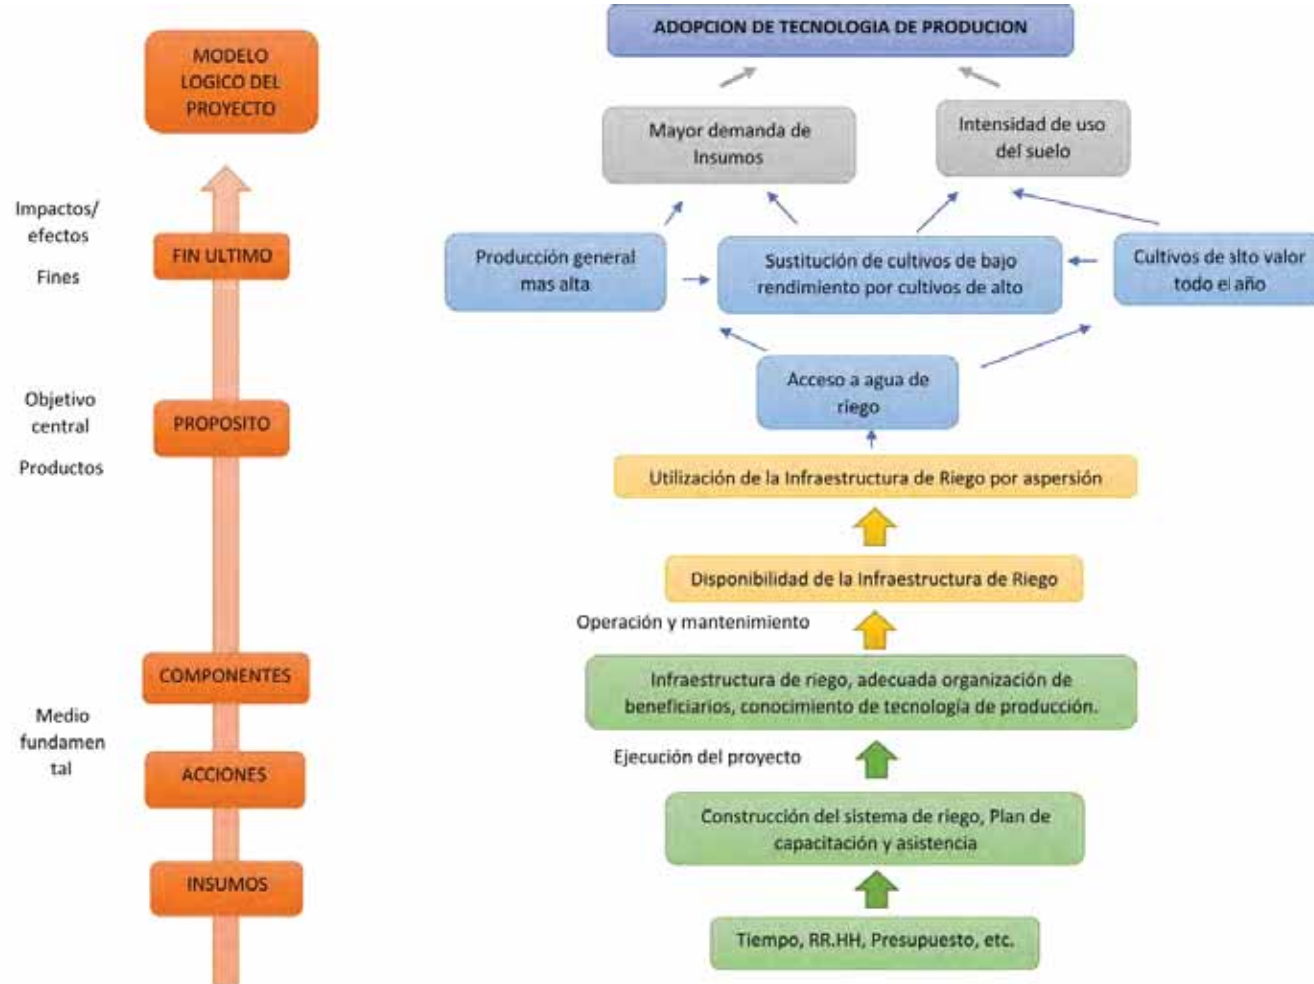 MODELO
LOGICO DEL
PROYECTO
Impactos/
efectos
Fines
FIN ULTIMO
Objetivo
central
Productos
PROPOSITO
COMPONENTES
Medio
fundamen
tal
ACCIONES
INSUMOS
ADOPCION DE TECNOLOGIA DE PRODUCION
Mayor demanda de
Insumos
Intensidad de uso
del suelo
Producción general
mas alta
Sustitución de cultivos de bajo
rendimiento por cultivos de alto
Cultivos de alto valor
todo el año
Acceso a agua de
riego
Utilización de la Infraestructura de Riego por aspersión
Disponibilidad de la Infraestructura de Riego
Operación y mantenimiento
Infraestructura de riego, adecuada organización de
beneficiarios, conocimiento de tecnología de producción.
Ejecución del proyecto
Construcción del sistema de riego, Plan de
capacitación y asistencia
Tiempo, RR.HH, Presupuesto, etc.